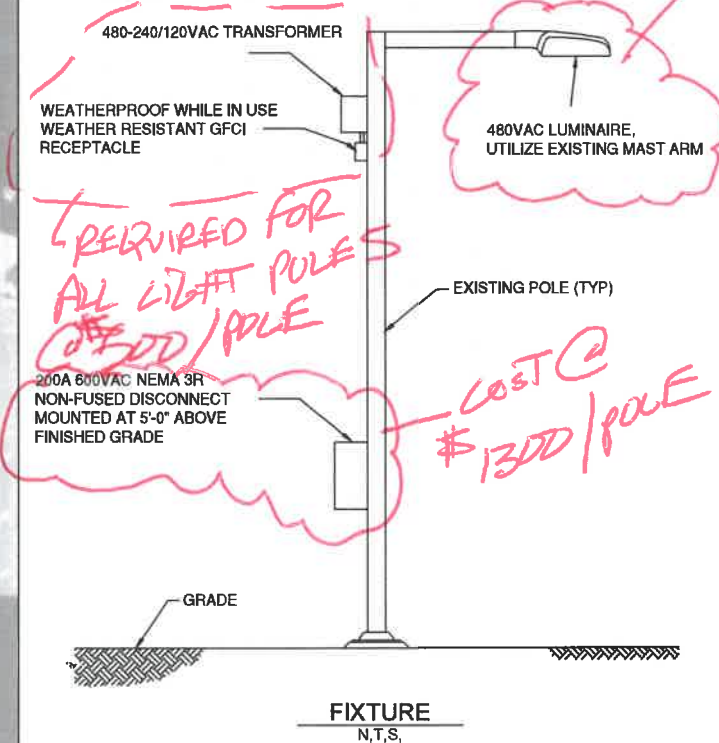 480-240/120VAC TRANSFORMER
WEATHERPROOF WHILE IN USE
WEATHER RESISTANT GFCI
RECEPTACLE
480VAC LUMINAIRE,
UTILIZE EXISTING MAST ARM
REQUIRED FOR
ALL LIGHT POLES
@ $500/POLE
EXISTING POLE (TYP)
200A 600VAC NEMA 3R
NON-FUSED DISCONNECT
MOUNTED AT 5'-0" ABOVE
FINISHED GRADE
COST @
$1300/POLE
GRADE
FIXTURE
N,T,S,